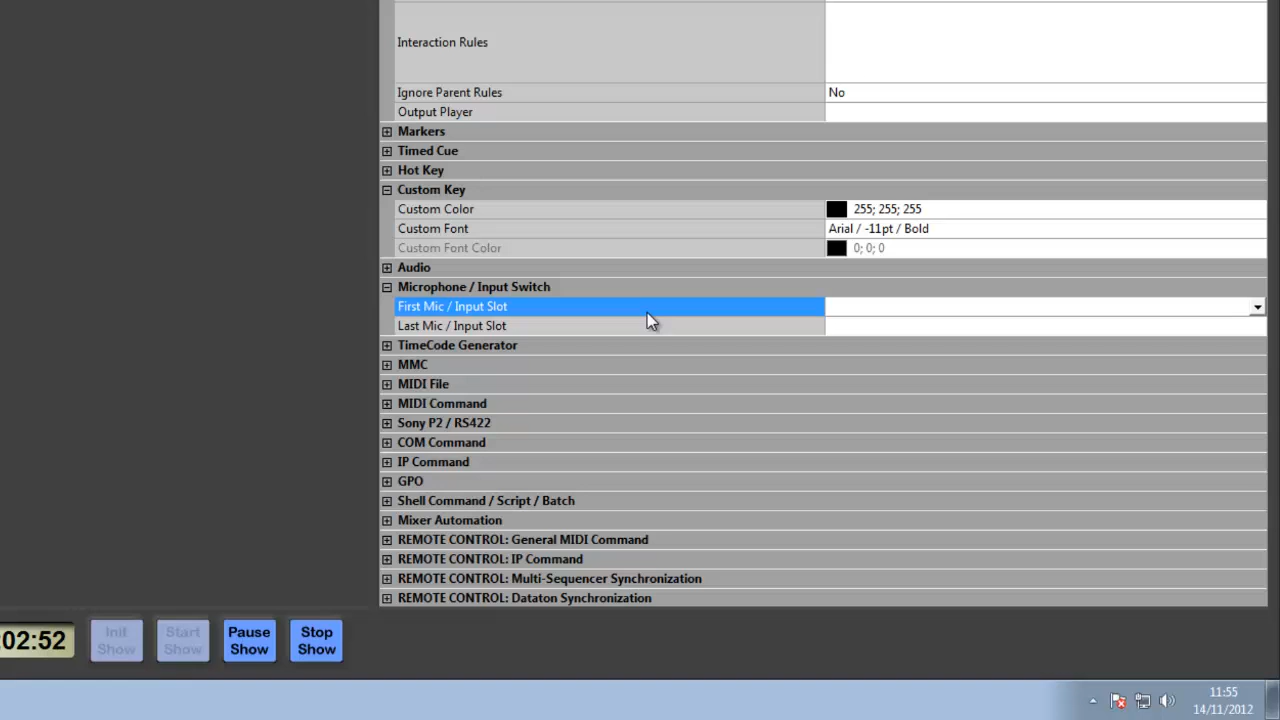 Interaction Rules
Ignore Parent Rules No
Output Player
Markers
Timed Cue
Hot Key
Custom Key
Custom Color 255; 255; 255
Custom Font Arial / -11pt / Bold
Custom Font Color 0; 0; 0
Audio
Microphone / Input Switch
First Mic / Input Slot
Last Mic / Input Slot
TimeCode Generator
MMC
MIDI File
MIDI Command
Sony P2 / RS422
COM Command
IP Command
GPO
Shell Command / Script / Batch
Mixer Automation
REMOTE CONTROL: General MIDI Command
REMOTE CONTROL: IP Command
REMOTE CONTROL: Multi-Sequencer Synchronization
REMOTE CONTROL: Dataton Synchronization
:02:52
Init Show
Start Show
Pause Show
Stop Show
11:55
14/11/2012